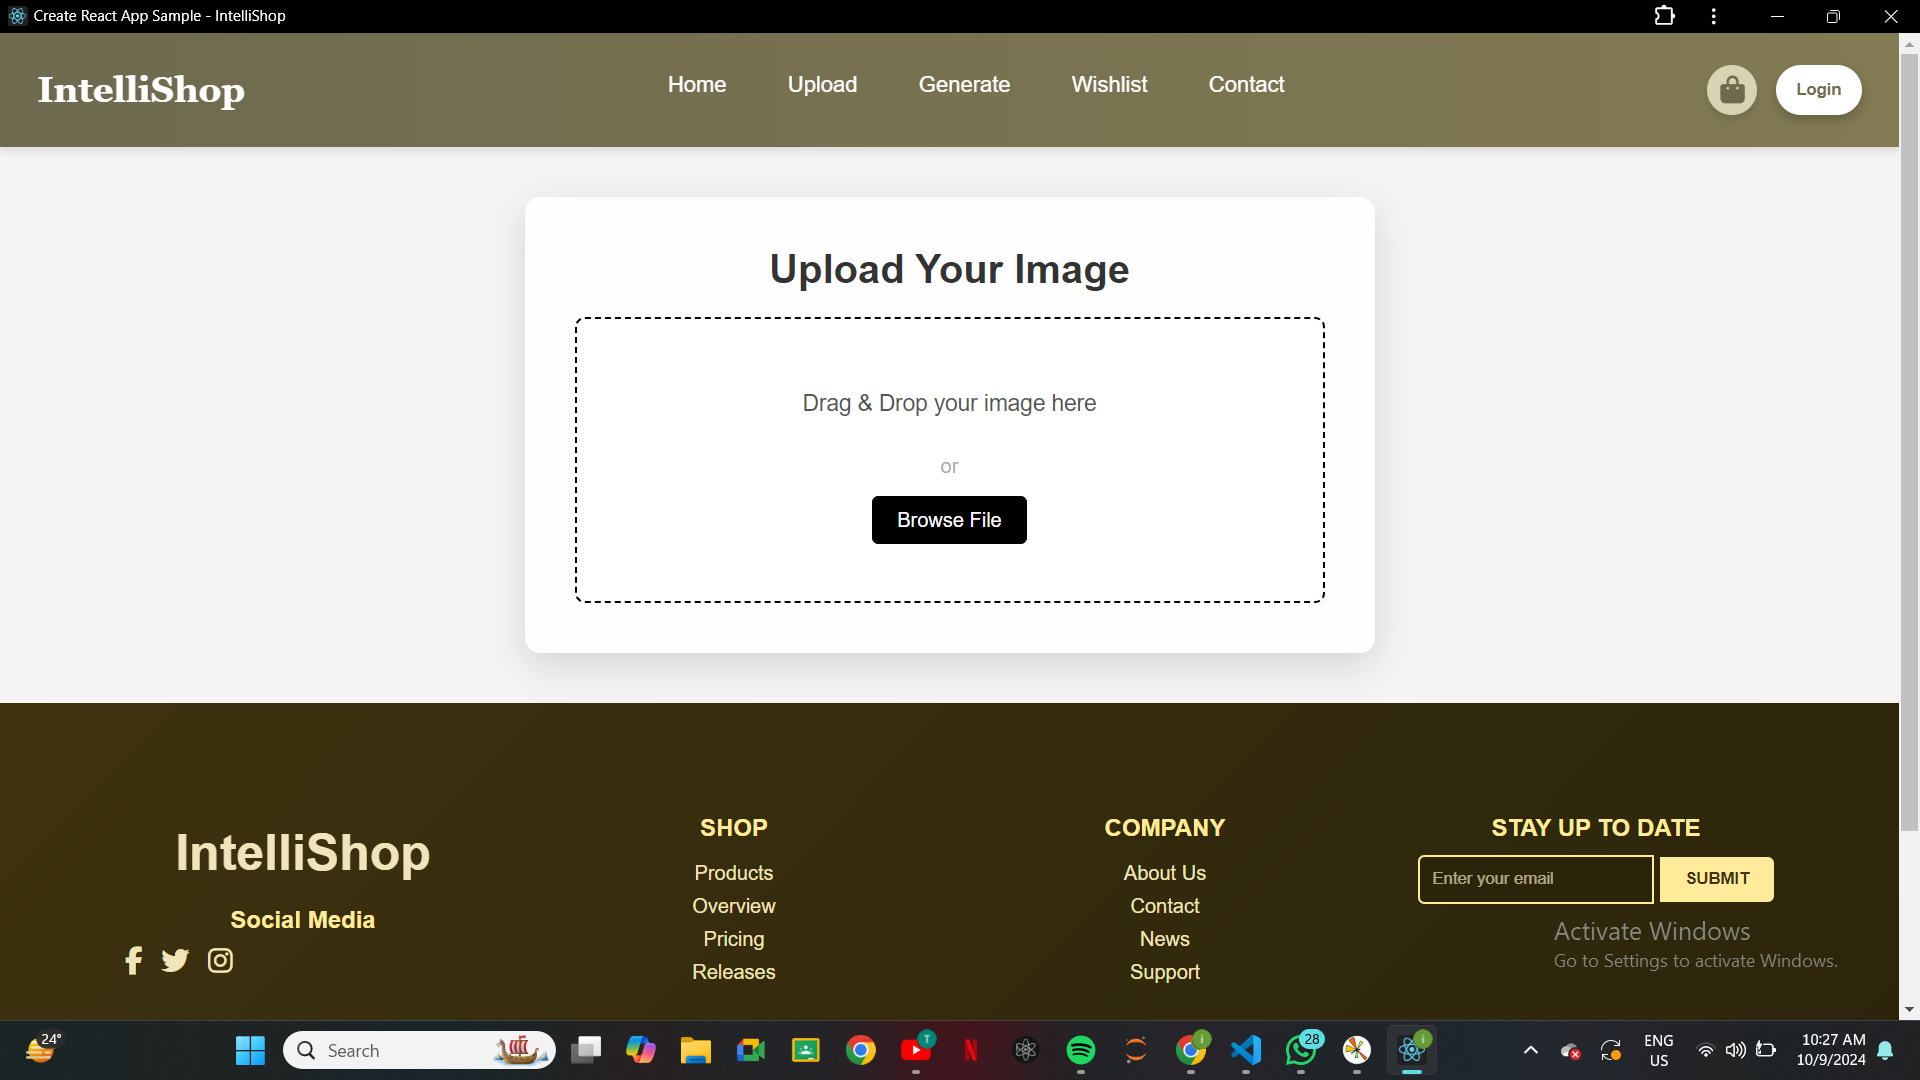 Create React App Sample - IntelliShop
IntelliShop
Home
Upload
Generate
Wishlist
Contact
Login
Upload Your Image
Drag & Drop your image here
or
Browse File
IntelliShop
Social Media
SHOP
Products
Overview
Pricing
Releases
COMPANY
About Us
Contact
News
Support
STAY UP TO DATE
Enter your email
SUBMIT
Activate Windows
Go to Settings to activate Windows.
24°
Search
T
N
i
28
i
ENG
US
10:27 AM
10/9/2024